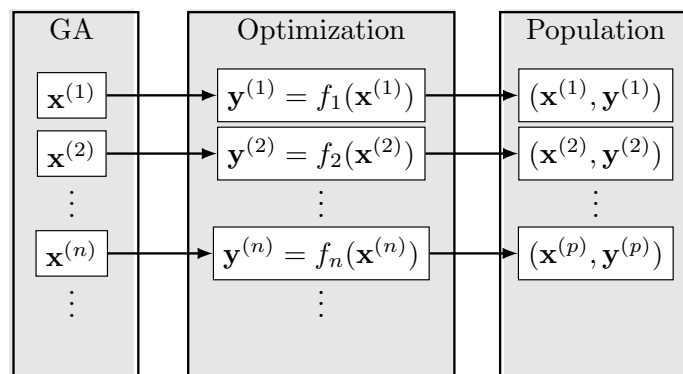 GA Optimization Population
𝐱⁽¹⁾ 𝐲⁽¹⁾ = f₁(𝐱⁽¹⁾) (𝐱⁽¹⁾, 𝐲⁽¹⁾)
𝐱⁽²⁾ 𝐲⁽²⁾ = f₂(𝐱⁽²⁾) (𝐱⁽²⁾, 𝐲⁽²⁾)
⋮ ⋮ ⋮
𝐱⁽ⁿ⁾ 𝐲⁽ⁿ⁾ = fₙ(𝐱⁽ⁿ⁾) (𝐱⁽ᵖ⁾, 𝐲⁽ᵖ⁾)
⋮ ⋮